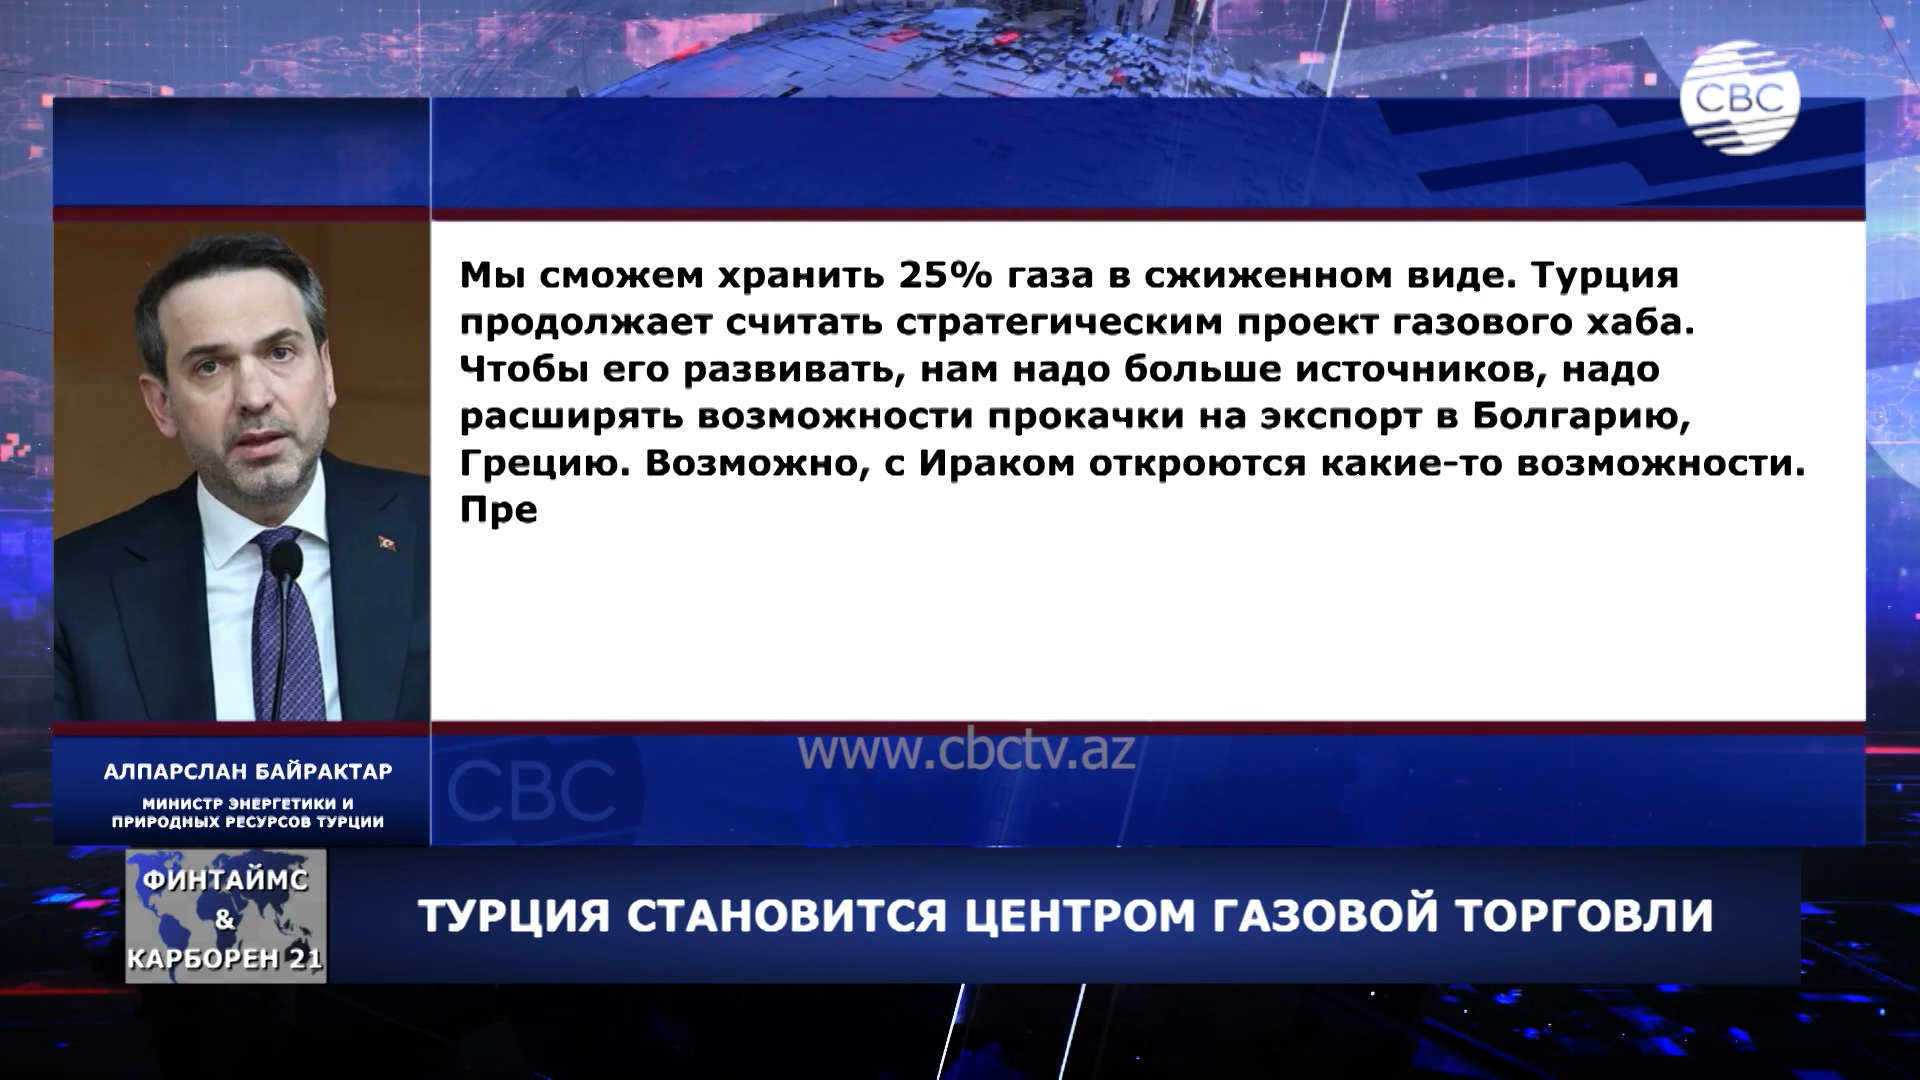 CBC
Мы сможем хранить 25% газа в сжиженном виде. Турция
продолжает считать стратегическим проект газового хаба.
Чтобы его развивать, нам надо больше источников, надо
расширять возможности прокачки на экспорт в Болгарию,
Грецию. Возможно, с Ираком откроются какие-то возможности.
Пре
www.cbctv.az
CBC
АЛПАРСЛАН БАЙРАКТАР
МИНИСТР ЭНЕРГЕТИКИ И
ПРИРОДНЫХ РЕСУРСОВ ТУРЦИИ
ФИНТАЙМС
&
КАРБОРЕН 21
ТУРЦИЯ СТАНОВИТСЯ ЦЕНТРОМ ГАЗОВОЙ ТОРГОВЛИ